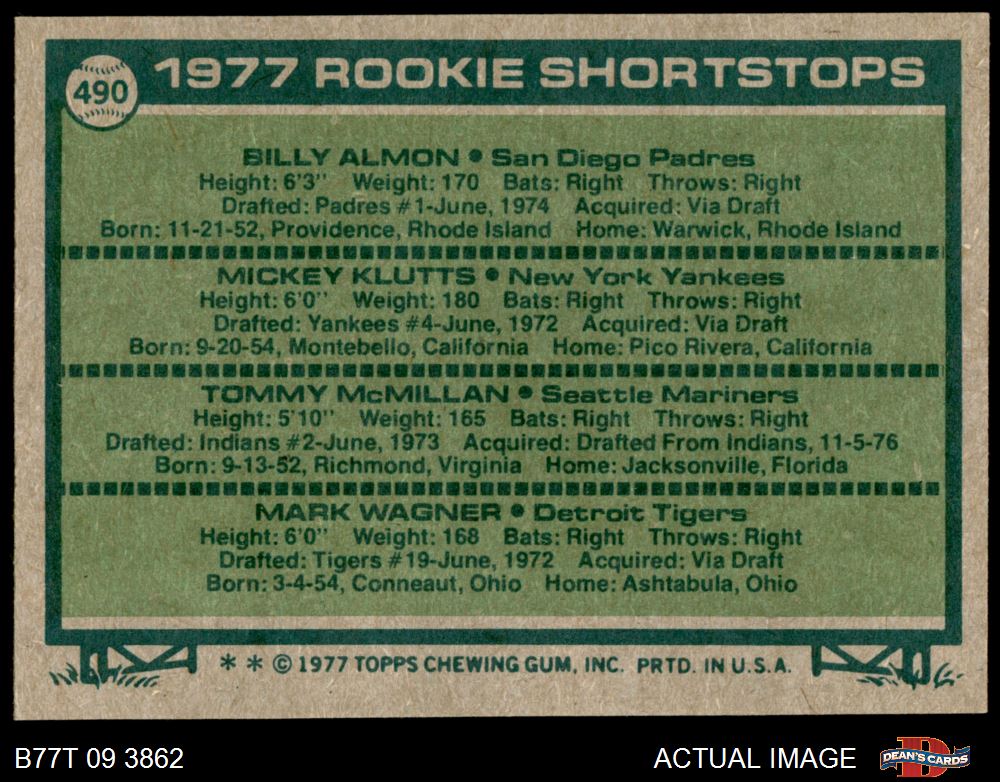 490
1977 ROOKIE SHORTSTOPS
BILLY ALMON • San Diego Padres
Height: 6'3" Weight: 170 Bats: Right Throws: Right
Drafted: Padres #1-June, 1974 Acquired: Via Draft
Born: 11-21-52, Providence, Rhode Island Home: Warwick, Rhode Island
MICKEY KLUTTS • New York Yankees
Height: 6'0" Weight: 180 Bats: Right Throws: Right
Drafted: Yankees #4-June, 1972 Acquired: Via Draft
Born: 9-20-54, Montebello, California Home: Pico Rivera, California
TOMMY McMILLAN • Seattle Mariners
Height: 5'10" Weight: 165 Bats: Right Throws: Right
Drafted: Indians #2-June, 1973 Acquired: Drafted From Indians, 11-5-76
Born: 9-13-52, Richmond, Virginia Home: Jacksonville, Florida
MARK WAGNER • Detroit Tigers
Height: 6'0" Weight: 168 Bats: Right Throws: Right
Drafted: Tigers #19-June, 1972 Acquired: Via Draft
Born: 3-4-54, Conneaut, Ohio Home: Ashtabula, Ohio
* * © 1977 TOPPS CHEWING GUM, INC. PRTD. IN U.S.A.
B77T 09 3862
ACTUAL IMAGE
DEAN'S CARDS